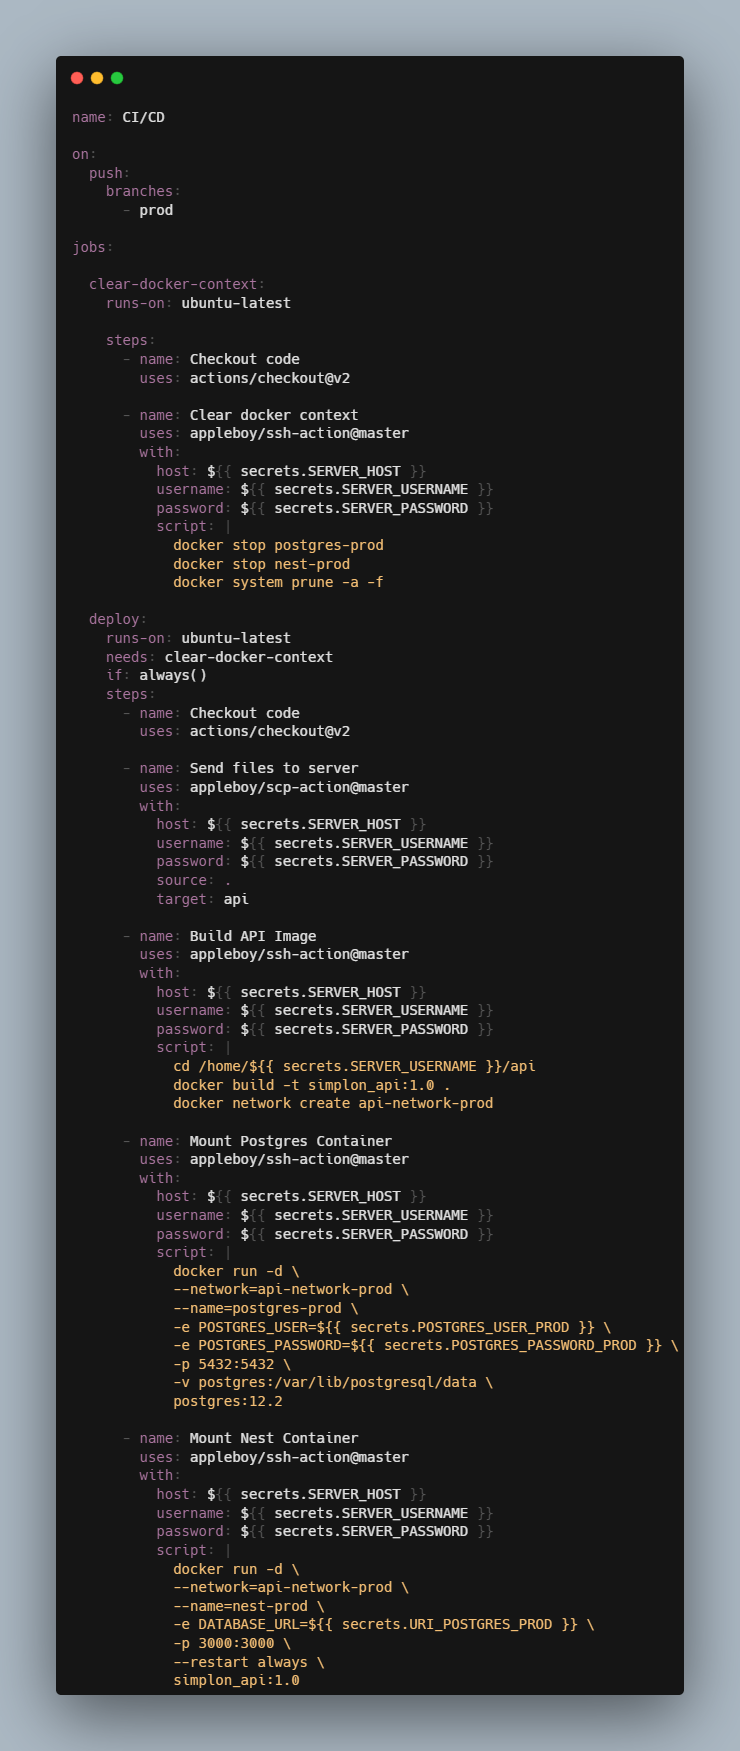 name: CI/CD
on:
push:
branches:
- prod
jobs:
clear-docker-context:
runs-on: ubuntu-latest
steps:
- name: Checkout code
uses: actions/checkout@v2
- name: Clear docker context
uses: appleboy/ssh-action@master
with:
host: ${{ secrets.SERVER_HOST }}
username: ${{ secrets.SERVER_USERNAME }}
password: ${{ secrets.SERVER_PASSWORD }}
script: |
docker stop postgres-prod
docker stop nest-prod
docker system prune -a -f
deploy:
runs-on: ubuntu-latest
needs: clear-docker-context
if: always()
steps:
- name: Checkout code
uses: actions/checkout@v2
- name: Send files to server
uses: appleboy/scp-action@master
with:
host: ${{ secrets.SERVER_HOST }}
username: ${{ secrets.SERVER_USERNAME }}
password: ${{ secrets.SERVER_PASSWORD }}
source: .
target: api
- name: Build API Image
uses: appleboy/ssh-action@master
with:
host: ${{ secrets.SERVER_HOST }}
username: ${{ secrets.SERVER_USERNAME }}
password: ${{ secrets.SERVER_PASSWORD }}
script: |
cd /home/${{ secrets.SERVER_USERNAME }}/api
docker build -t simplon_api:1.0 .
docker network create api-network-prod
- name: Mount Postgres Container
uses: appleboy/ssh-action@master
with:
host: ${{ secrets.SERVER_HOST }}
username: ${{ secrets.SERVER_USERNAME }}
password: ${{ secrets.SERVER_PASSWORD }}
script: |
docker run -d \
--network=api-network-prod \
--name=postgres-prod \
-e POSTGRES_USER=${{ secrets.POSTGRES_USER_PROD }} \
-e POSTGRES_PASSWORD=${{ secrets.POSTGRES_PASSWORD_PROD }} \
-p 5432:5432 \
-v postgres:/var/lib/postgresql/data \
postgres:12.2
- name: Mount Nest Container
uses: appleboy/ssh-action@master
with:
host: ${{ secrets.SERVER_HOST }}
username: ${{ secrets.SERVER_USERNAME }}
password: ${{ secrets.SERVER_PASSWORD }}
script: |
docker run -d \
--network=api-network-prod \
--name=nest-prod \
-e DATABASE_URL=${{ secrets.URI_POSTGRES_PROD }} \
-p 3000:3000 \
--restart always \
simplon_api:1.0